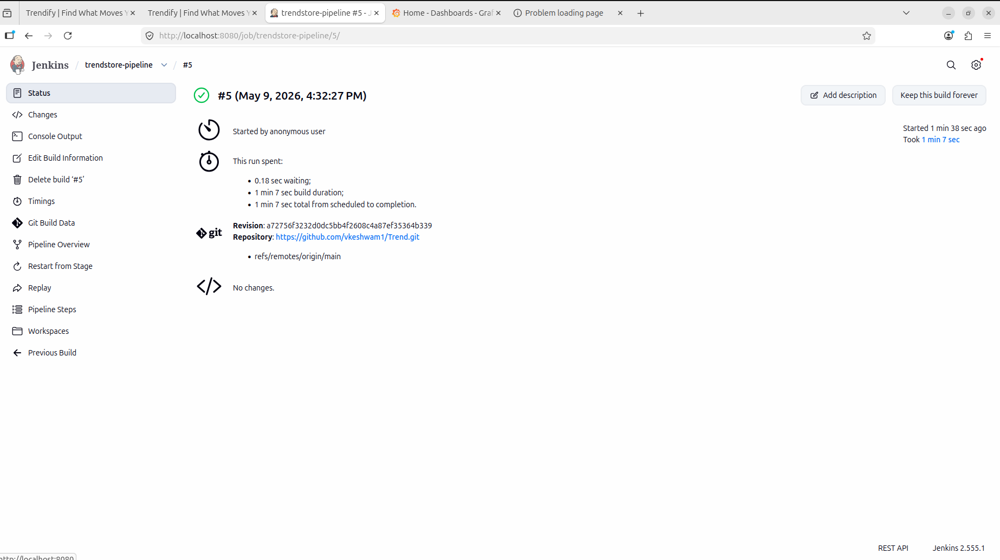 Trendify | Find What Moves Y
Trendify | Find What Moves Y
trendstore-pipeline #5 - J
Home - Dashboards - Graf
Problem loading page
http://localhost:8080/job/trendstore-pipeline/5/
Jenkins / trendstore-pipeline / #5
Status
Changes
Console Output
Edit Build Information
Delete build ‘#5’
Timings
Git Build Data
Pipeline Overview
Restart from Stage
Replay
Pipeline Steps
Workspaces
Previous Build
#5 (May 9, 2026, 4:32:27 PM)
Add description
Keep this build forever
Started by anonymous user
Started 1 min 38 sec ago
Took 1 min 7 sec
This run spent:
0.18 sec waiting;
1 min 7 sec build duration;
1 min 7 sec total from scheduled to completion.
git
Revision: a72756f3232d0dc5bb4f2608c4a87ef35364b339
Repository: https://github.com/vkeshwam1/Trend.git
refs/remotes/origin/main
No changes.
REST API
Jenkins 2.555.1
http://localhost:8080